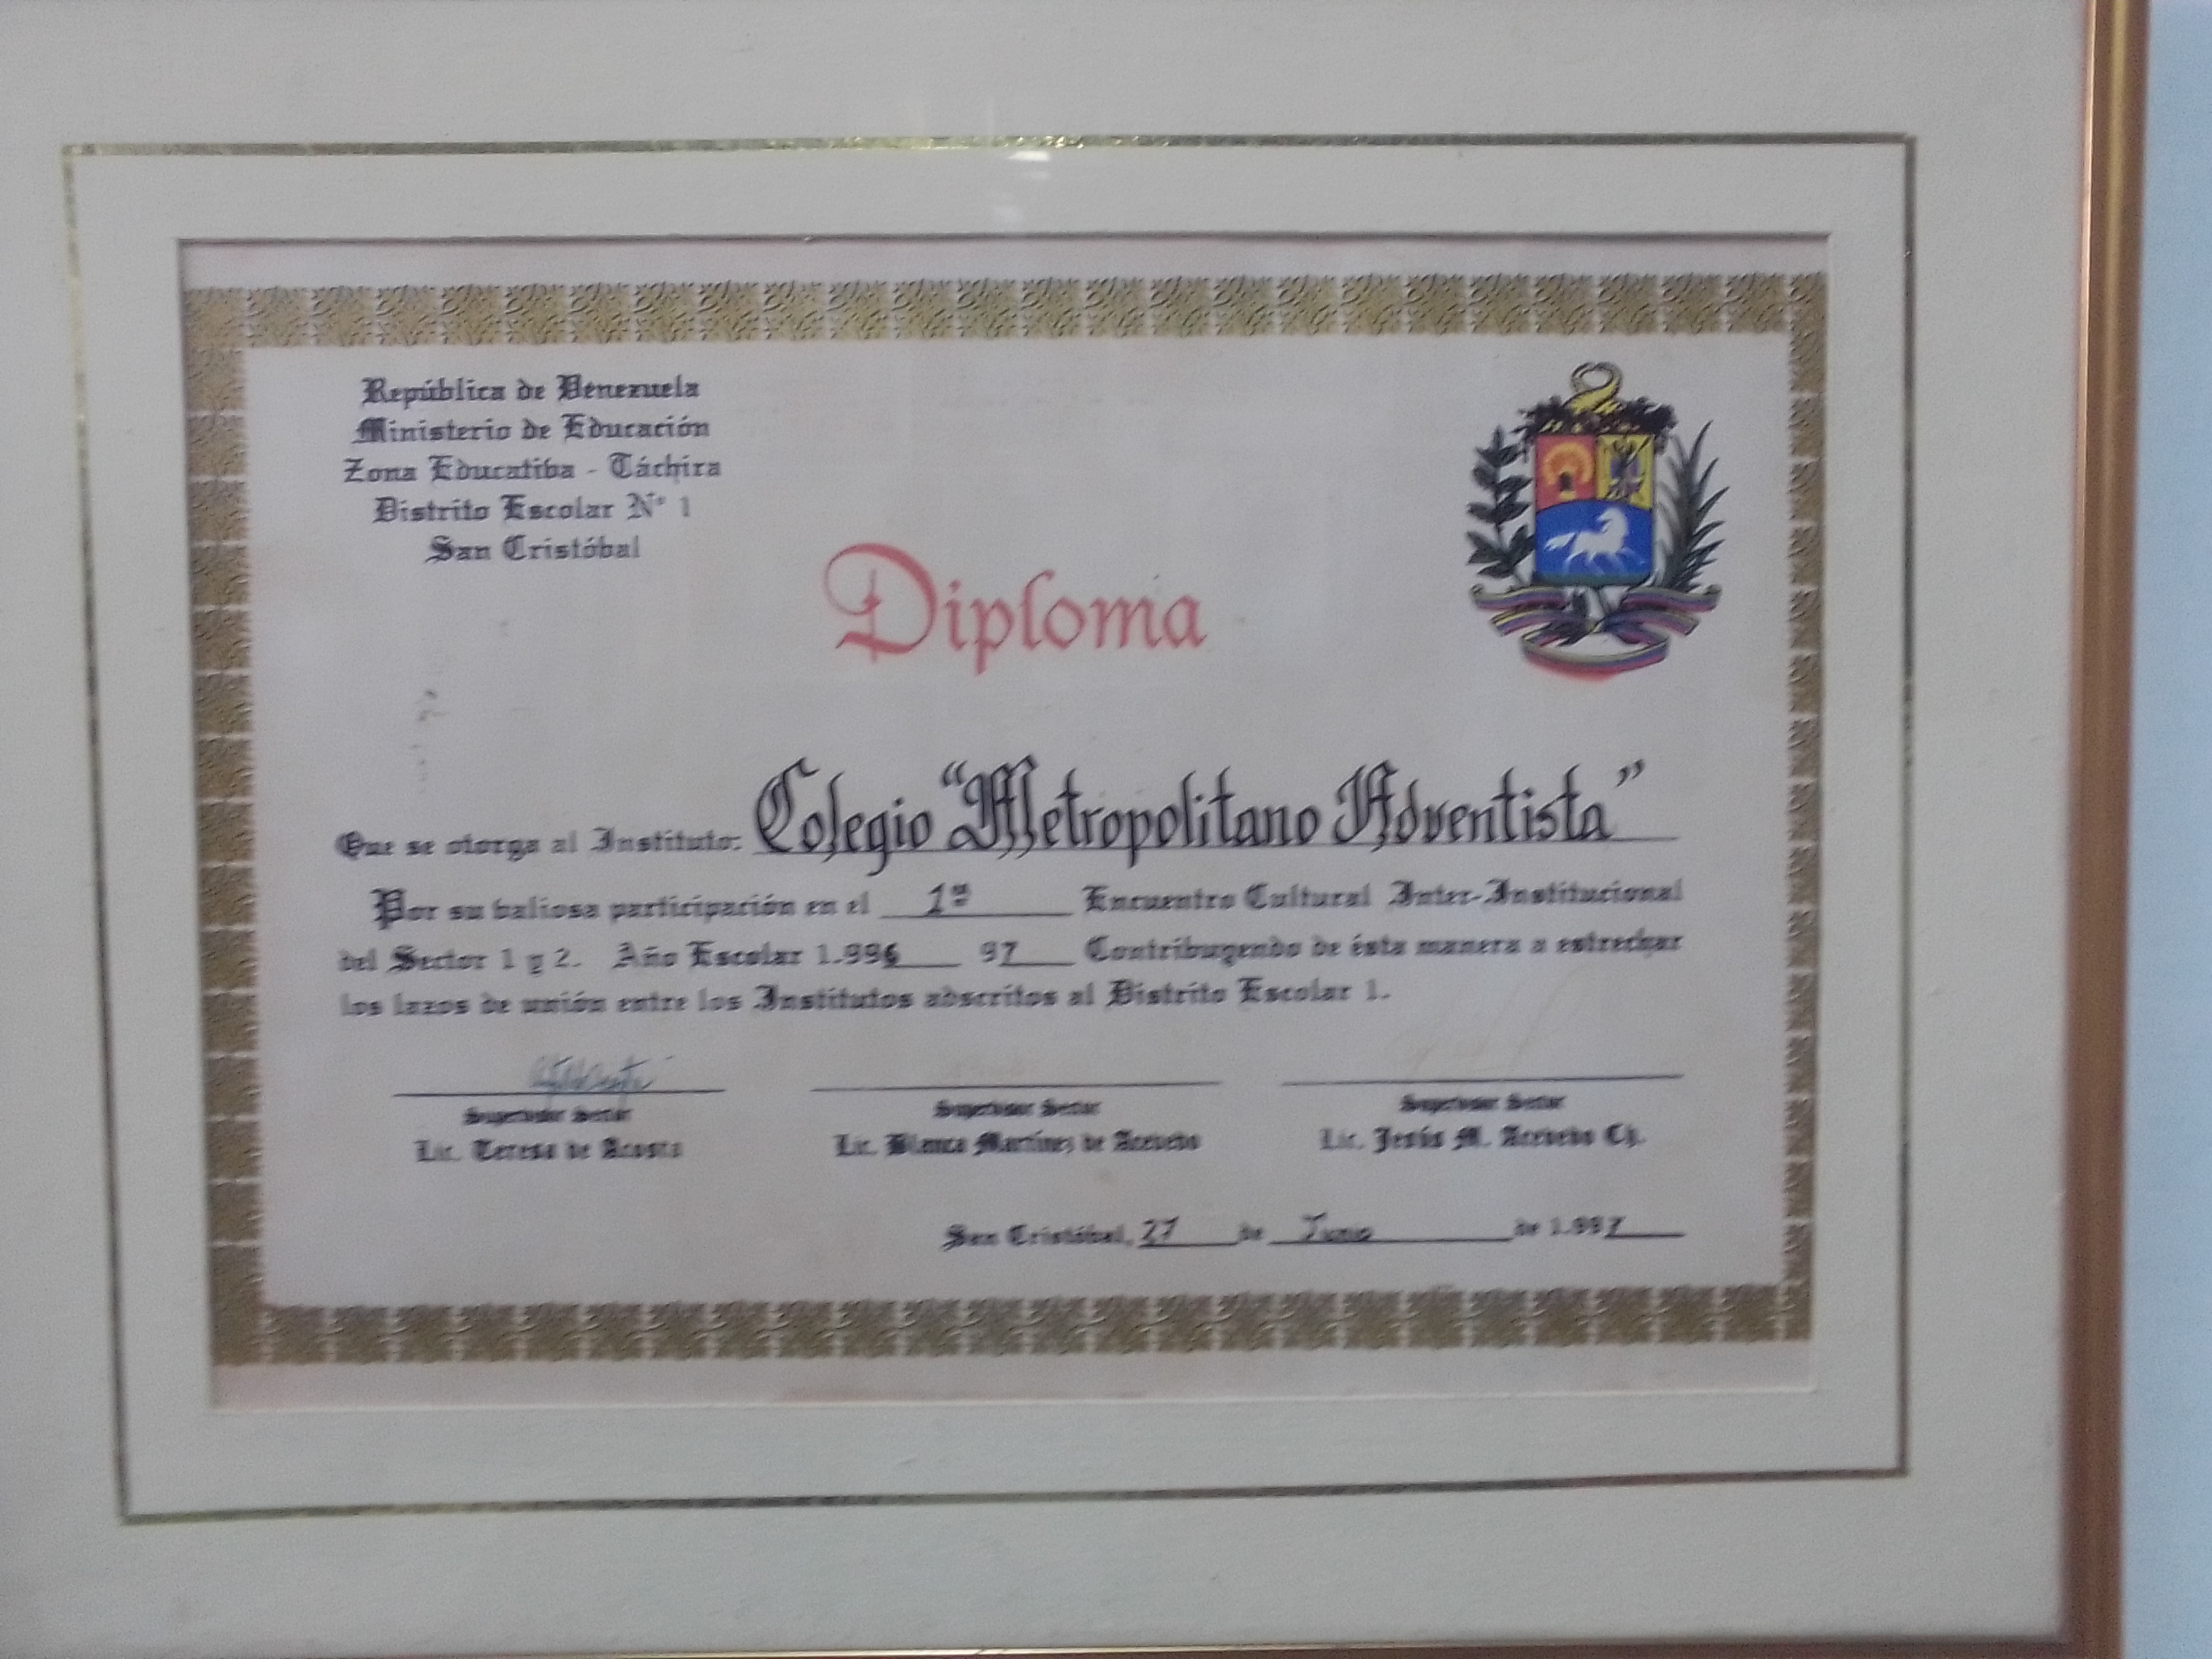 República de Venezuela
Ministerio de Educación
Zona Educativa - Táchira
Distrito Escolar N° 1
San Cristóbal
Diploma
Que se otorga al Instituto: Colegio "Metropolitano Adventista"
Por su baliosa participación en el 1º Encuentro Cultural Inter-Institucional
del Sector 1 y 2. Año Escolar 1.996 97 Contribuyendo de ésta manera a estrechar
los lazos de unión entre los Institutos adscritos al Distrito Escolar 1.
Supervisor Sector
Lic. Teresa de Acosta
Supervisor Sector
Lic. Blanca Martínez de Acevedo
Supervisor Sector
Lic. Jesús M. Acevedo Ch.
San Cristóbal, 27 de Junio de 1.997